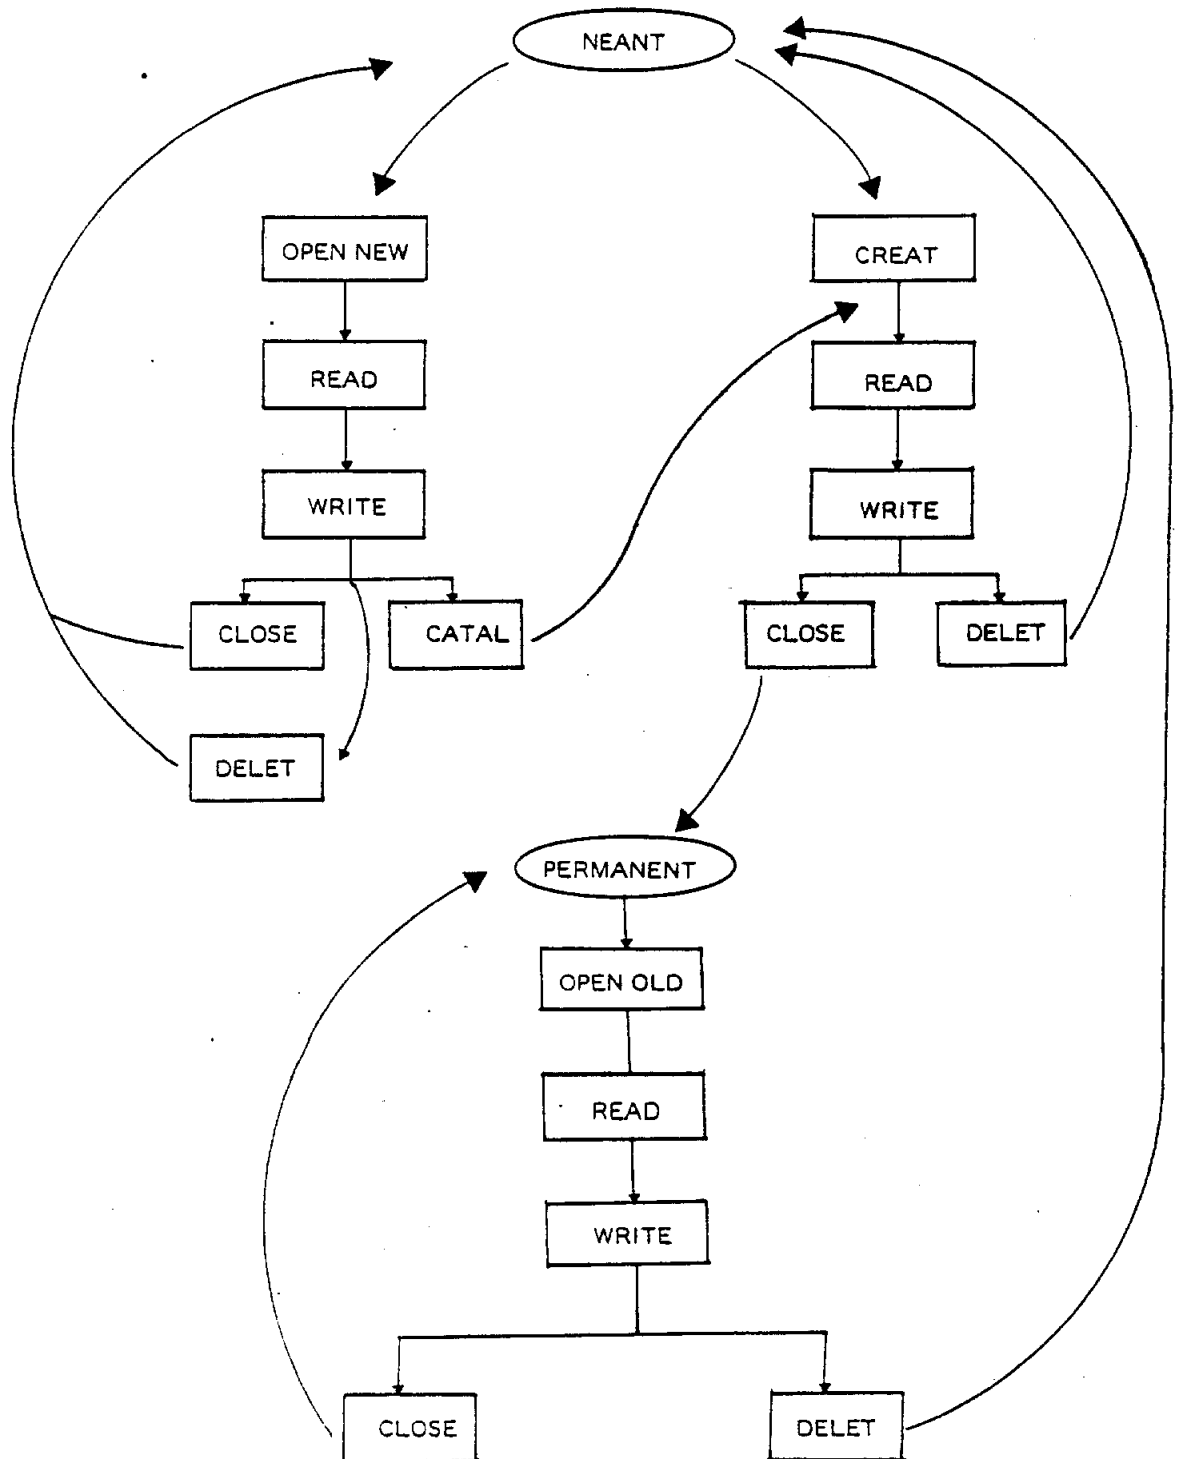 NEANT
OPEN NEW
CREAT
READ
READ
WRITE
WRITE
CLOSE
CATAL
CLOSE
DELET
DELET
PERMANENT
OPEN OLD
READ
WRITE
CLOSE
DELET